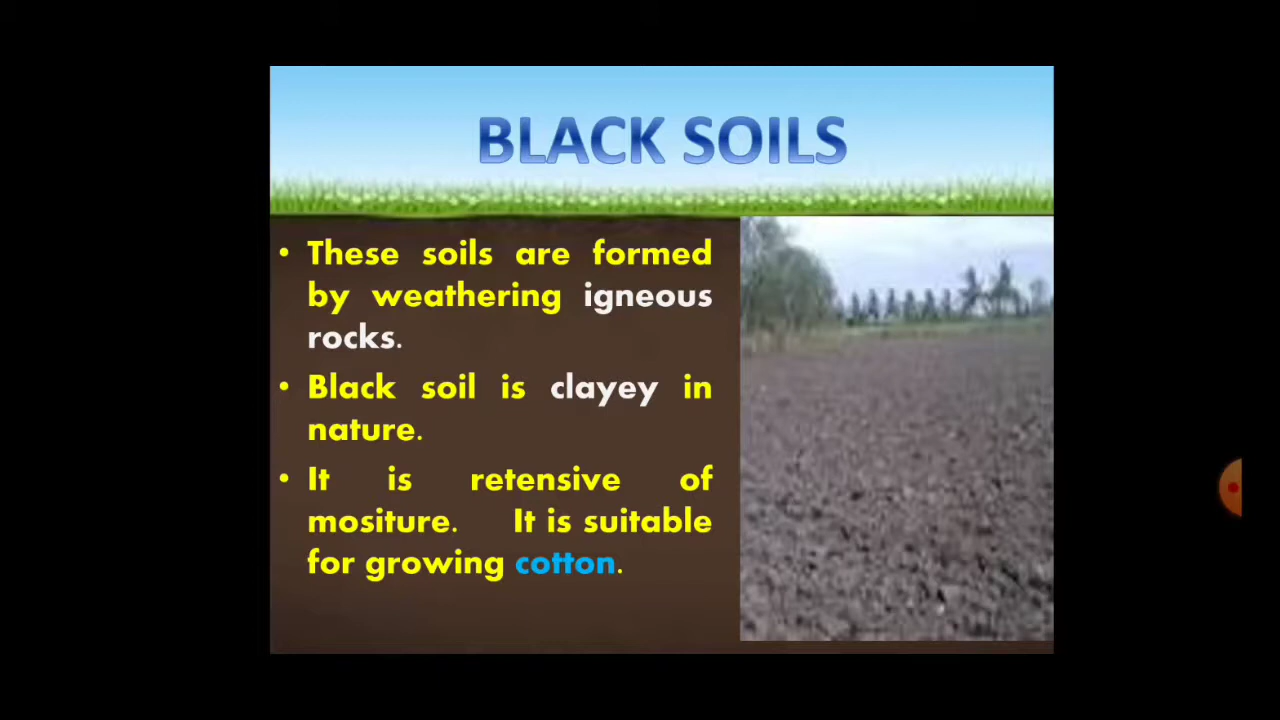 BLACK SOILS
• These soils are formed
by weathering igneous
rocks.
• Black soil is clayey in
nature.
• It is retensive of
mositure. It is suitable
for growing cotton.